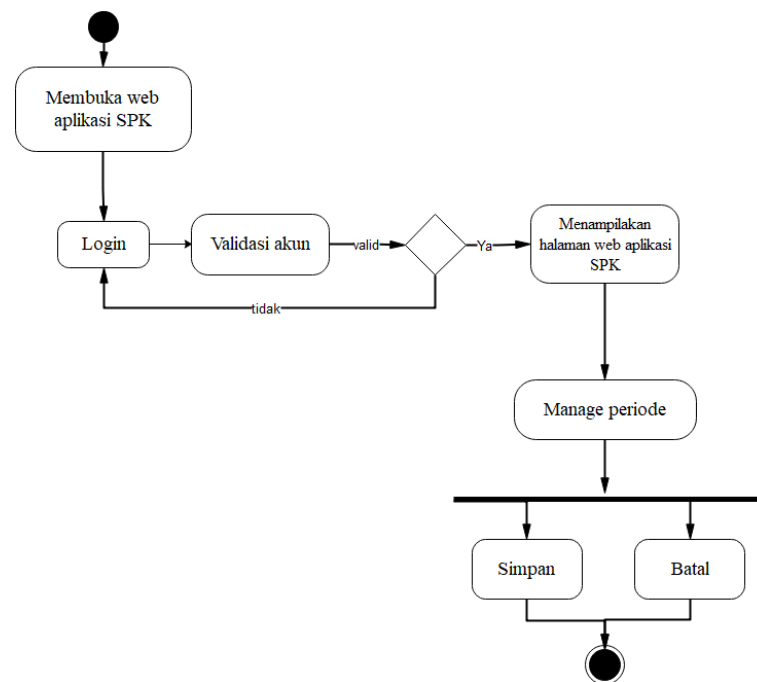 Membuka web
aplikasi SPK
Login
Validasi akun
valid
Ya
Menampilakan
halaman web aplikasi
SPK
tidak
Manage periode
Simpan
Batal